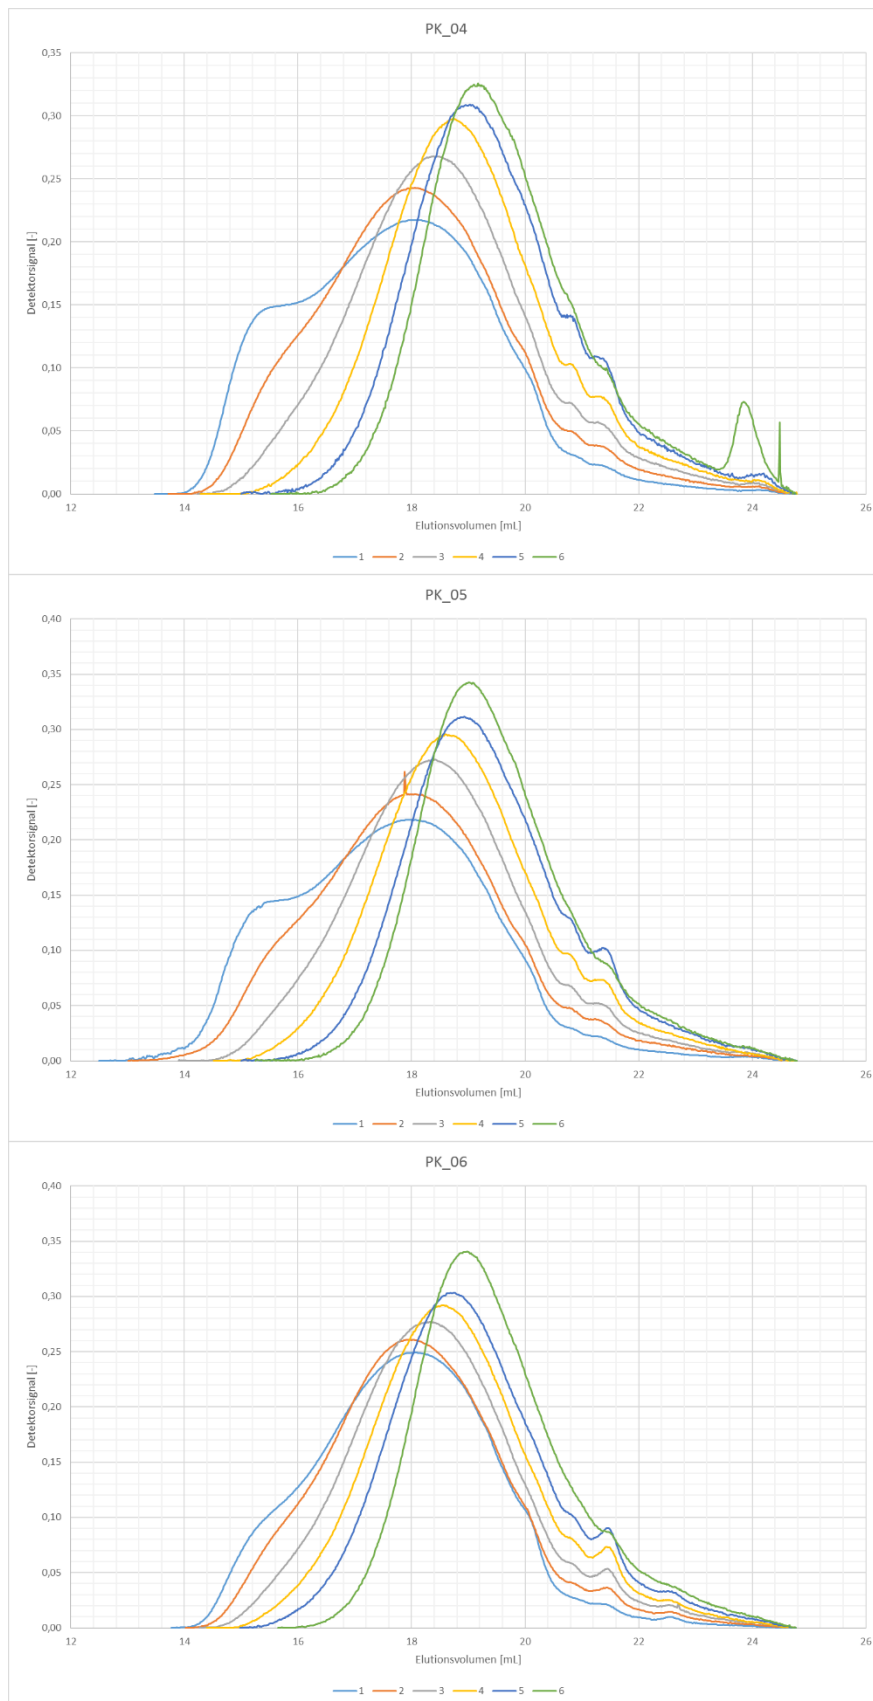 PK_04
0,35
0,30
0,25
0,20
0,15
0,10
0,05
0,00
Detektorsignal [-]
12 14 16 18 20 22 24 26
Elutionsvolumen [mL]
1 2 3 4 5 6
PK_05
0,40
0,35
0,30
0,25
0,20
0,15
0,10
0,05
0,00
Detektorsignal [-]
12 14 16 18 20 22 24 26
Elutionsvolumen [mL]
1 2 3 4 5 6
PK_06
0,40
0,35
0,30
0,25
0,20
0,15
0,10
0,05
0,00
Detektorsignal [-]
12 14 16 18 20 22 24 26
Elutionsvolumen [mL]
1 2 3 4 5 6